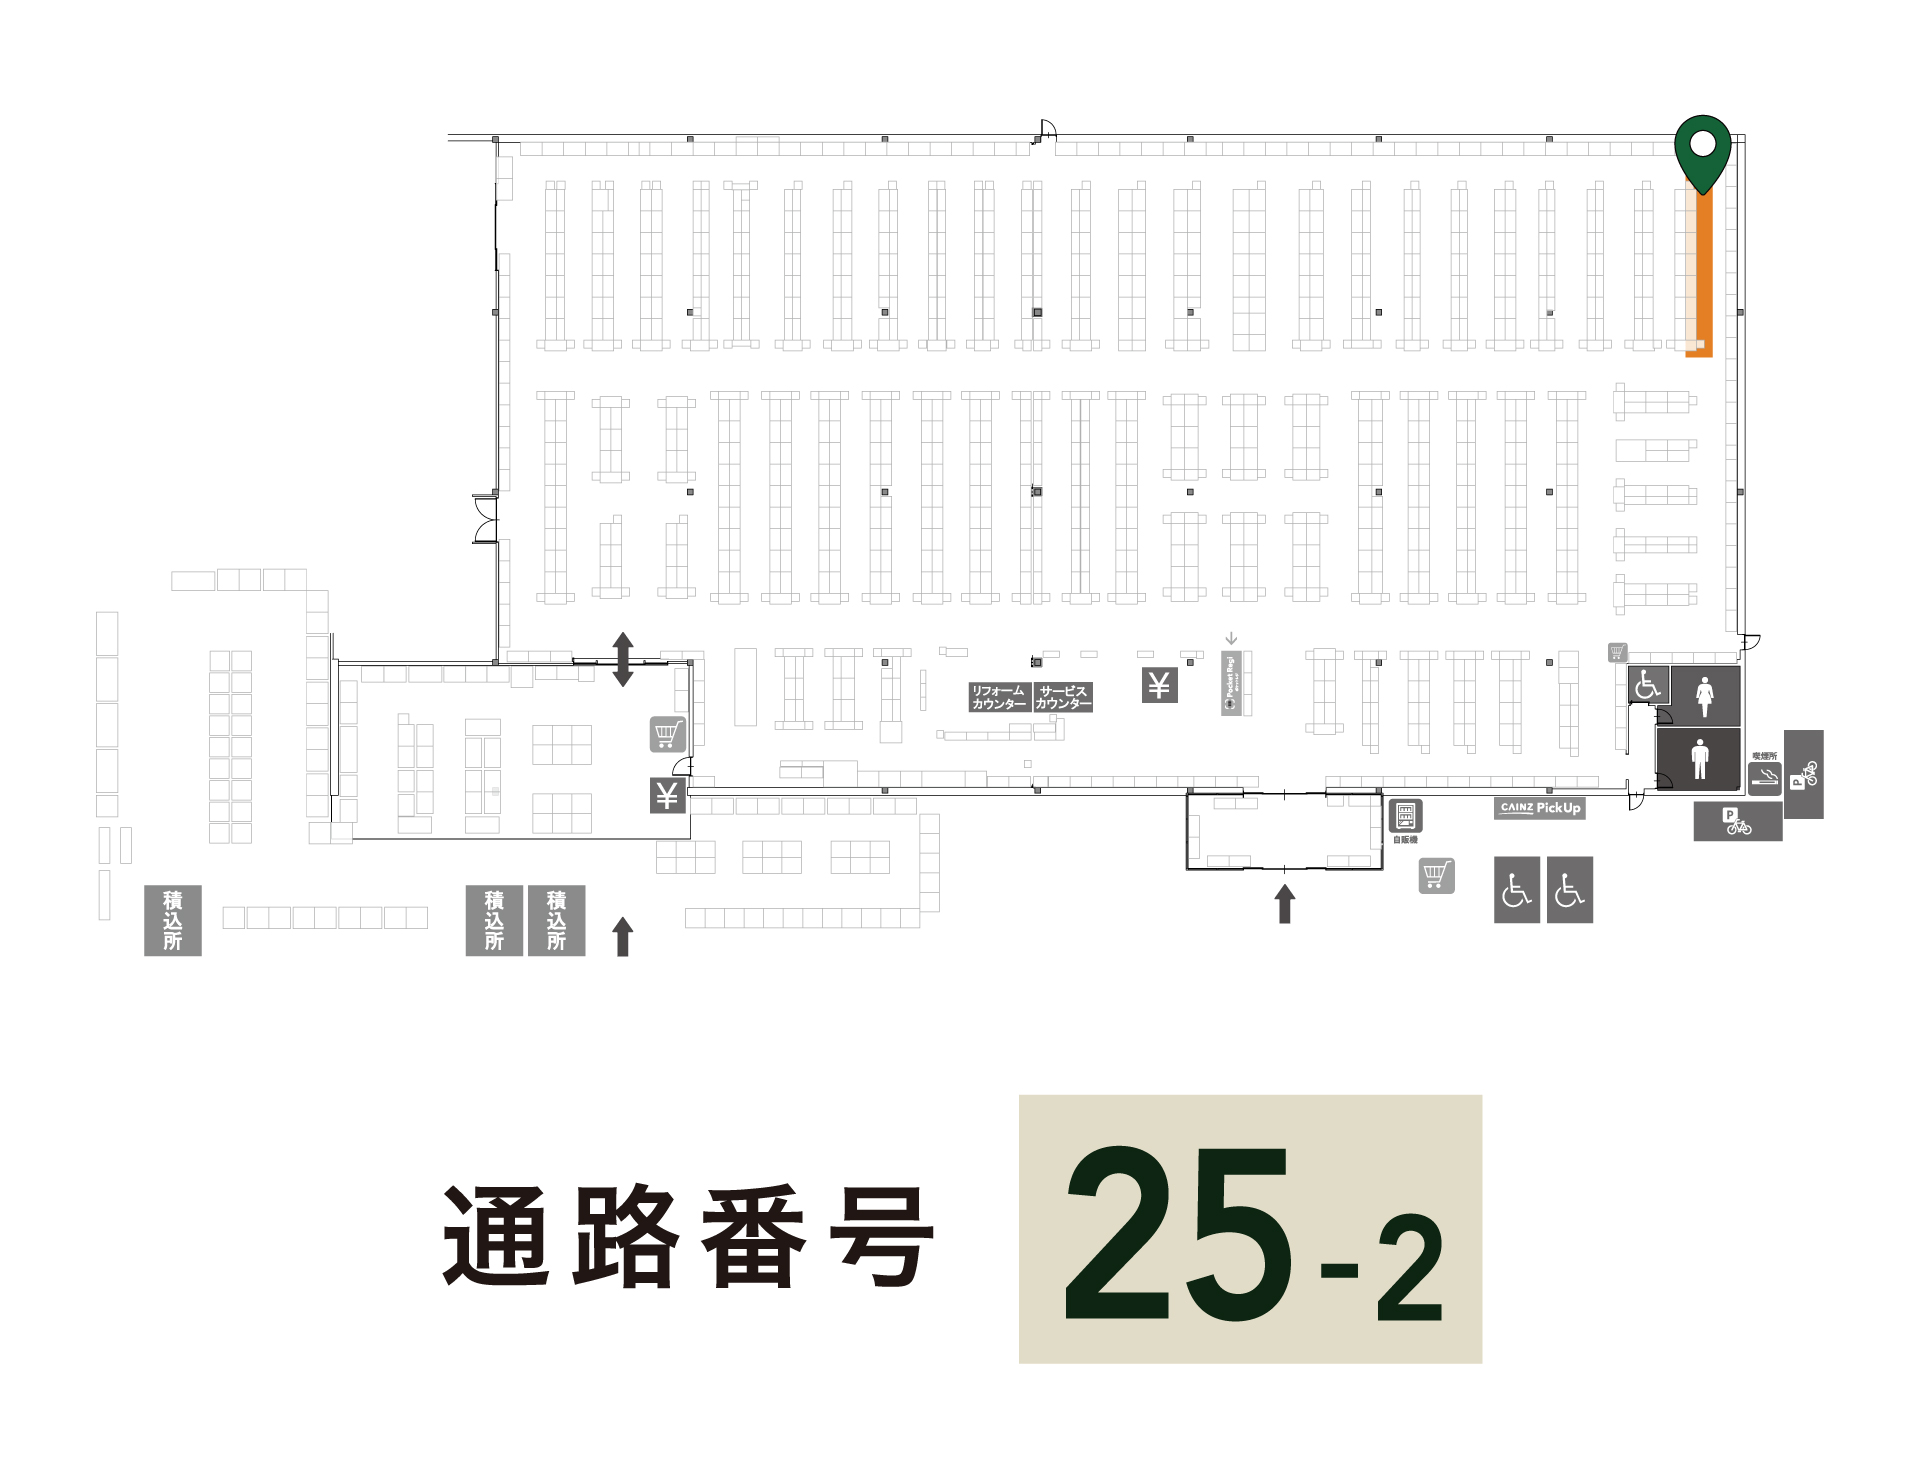 リフォーム
カウンター
サービス
カウンター
¥
Pocket Regi
¥
喫煙所
P
P
CAINZ PickUp
自販機
積込所
積込所
積込所
通路番号
25-2